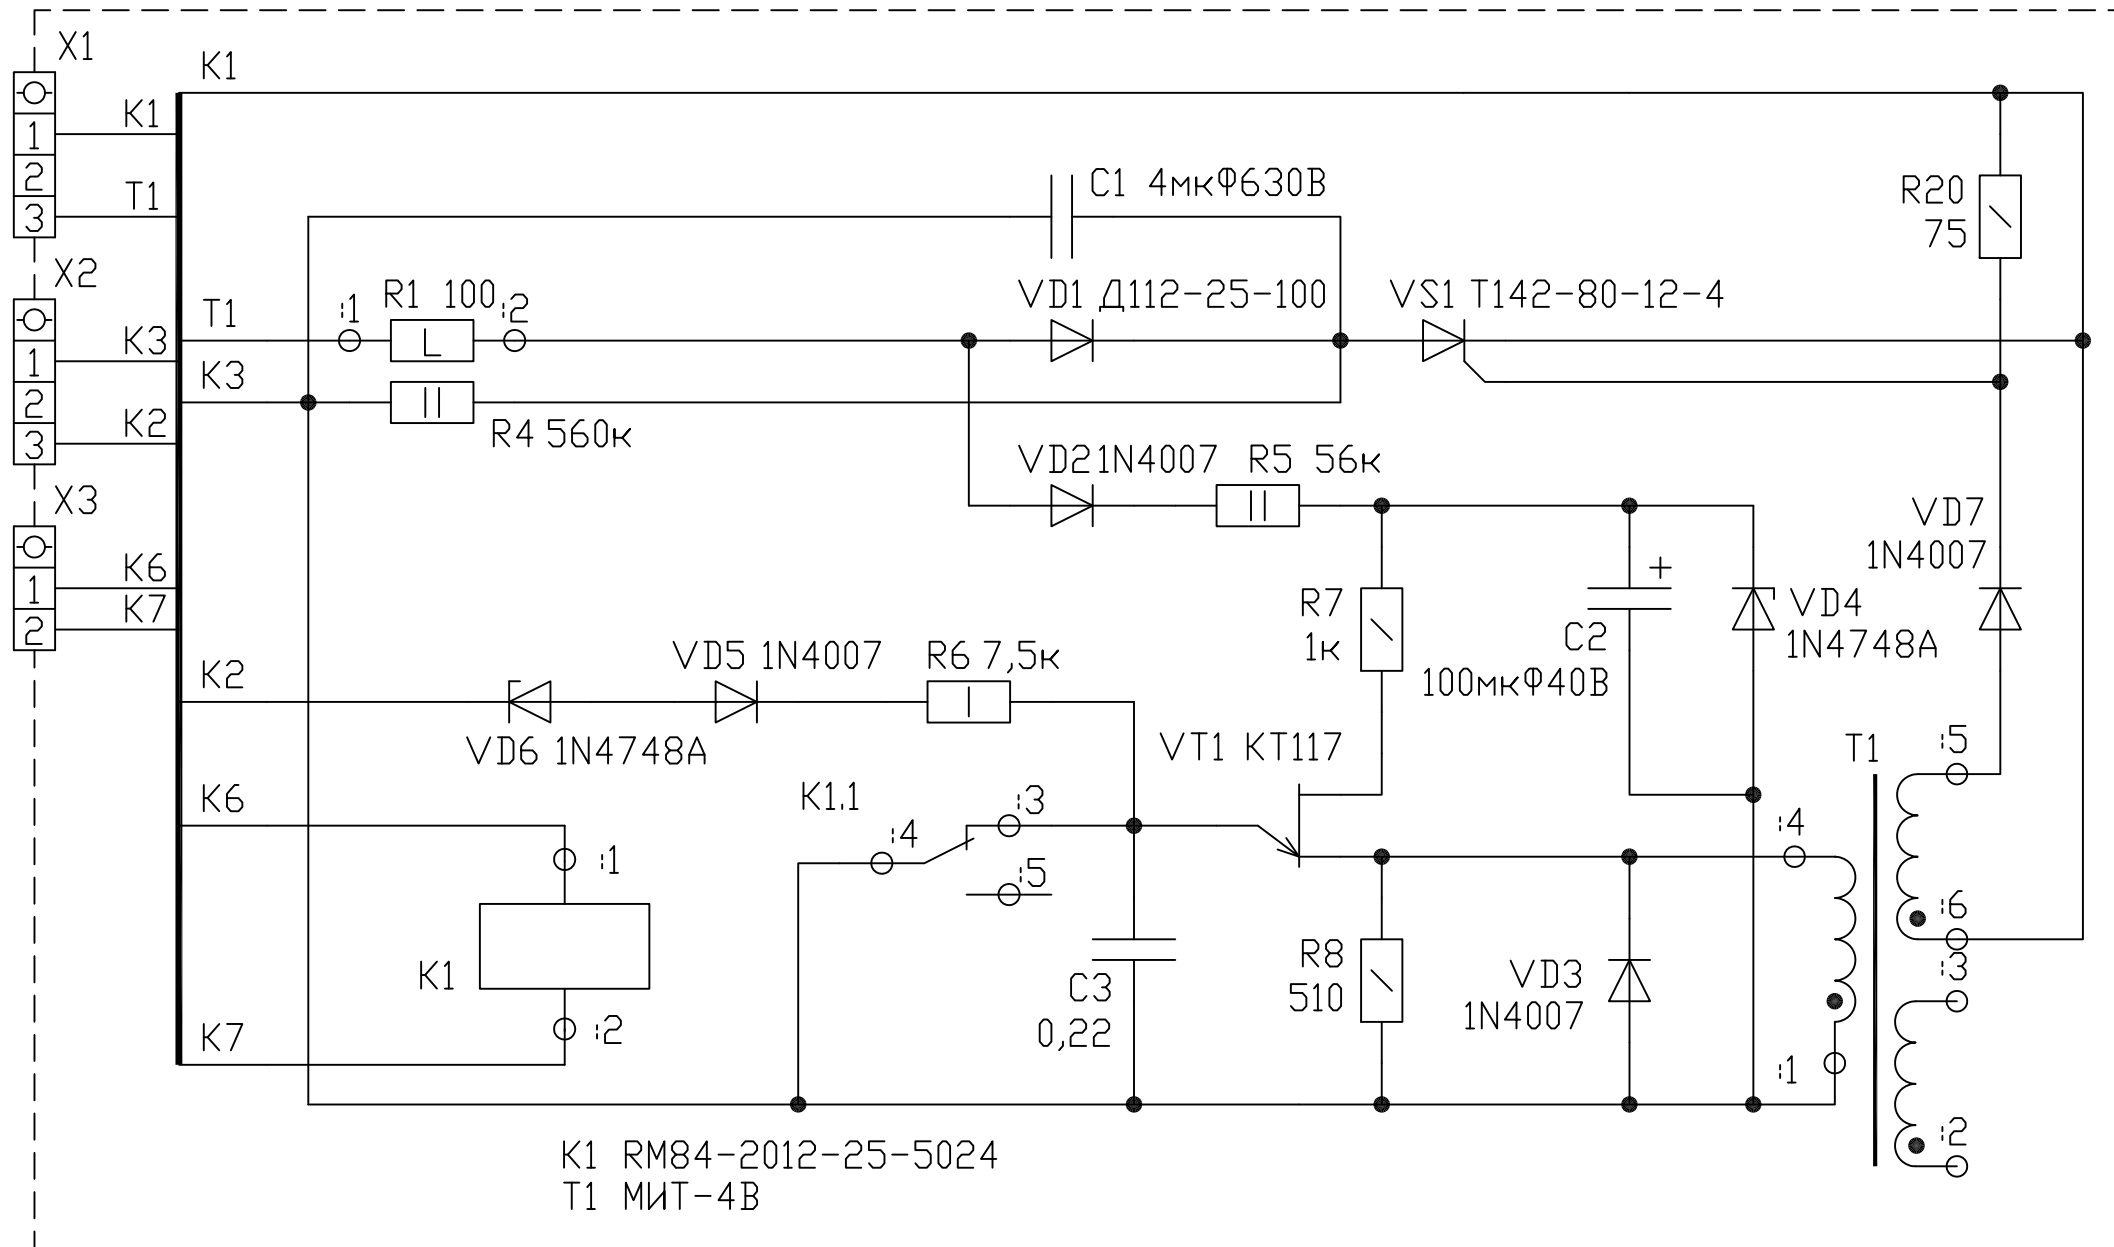 X1
K1
K1
1
2
T1
3
C1 4мкФ630В
R20
75
X2
R1 100
:1
:2
VD1 Д112-25-100
VS1 T142-80-12-4
T1
K3
1
K3
2
K2
3
R4 560к
VD2 1N4007
R5 56к
X3
VD7
1N4007
K6
1
K7
2
R7
1к
C2
100мкФ40В
VD4
1N4748A
K2
VD5 1N4007
R6 7,5к
VD6 1N4748A
VT1 KT117
T1
:5
K6
K1.1
:3
:4
:4
:5
:1
:6
K1
C3
0,22
R8
510
VD3
1N4007
:3
K7
:2
:1
:2
K1 RM84-2012-25-5024
T1 МИТ-4В